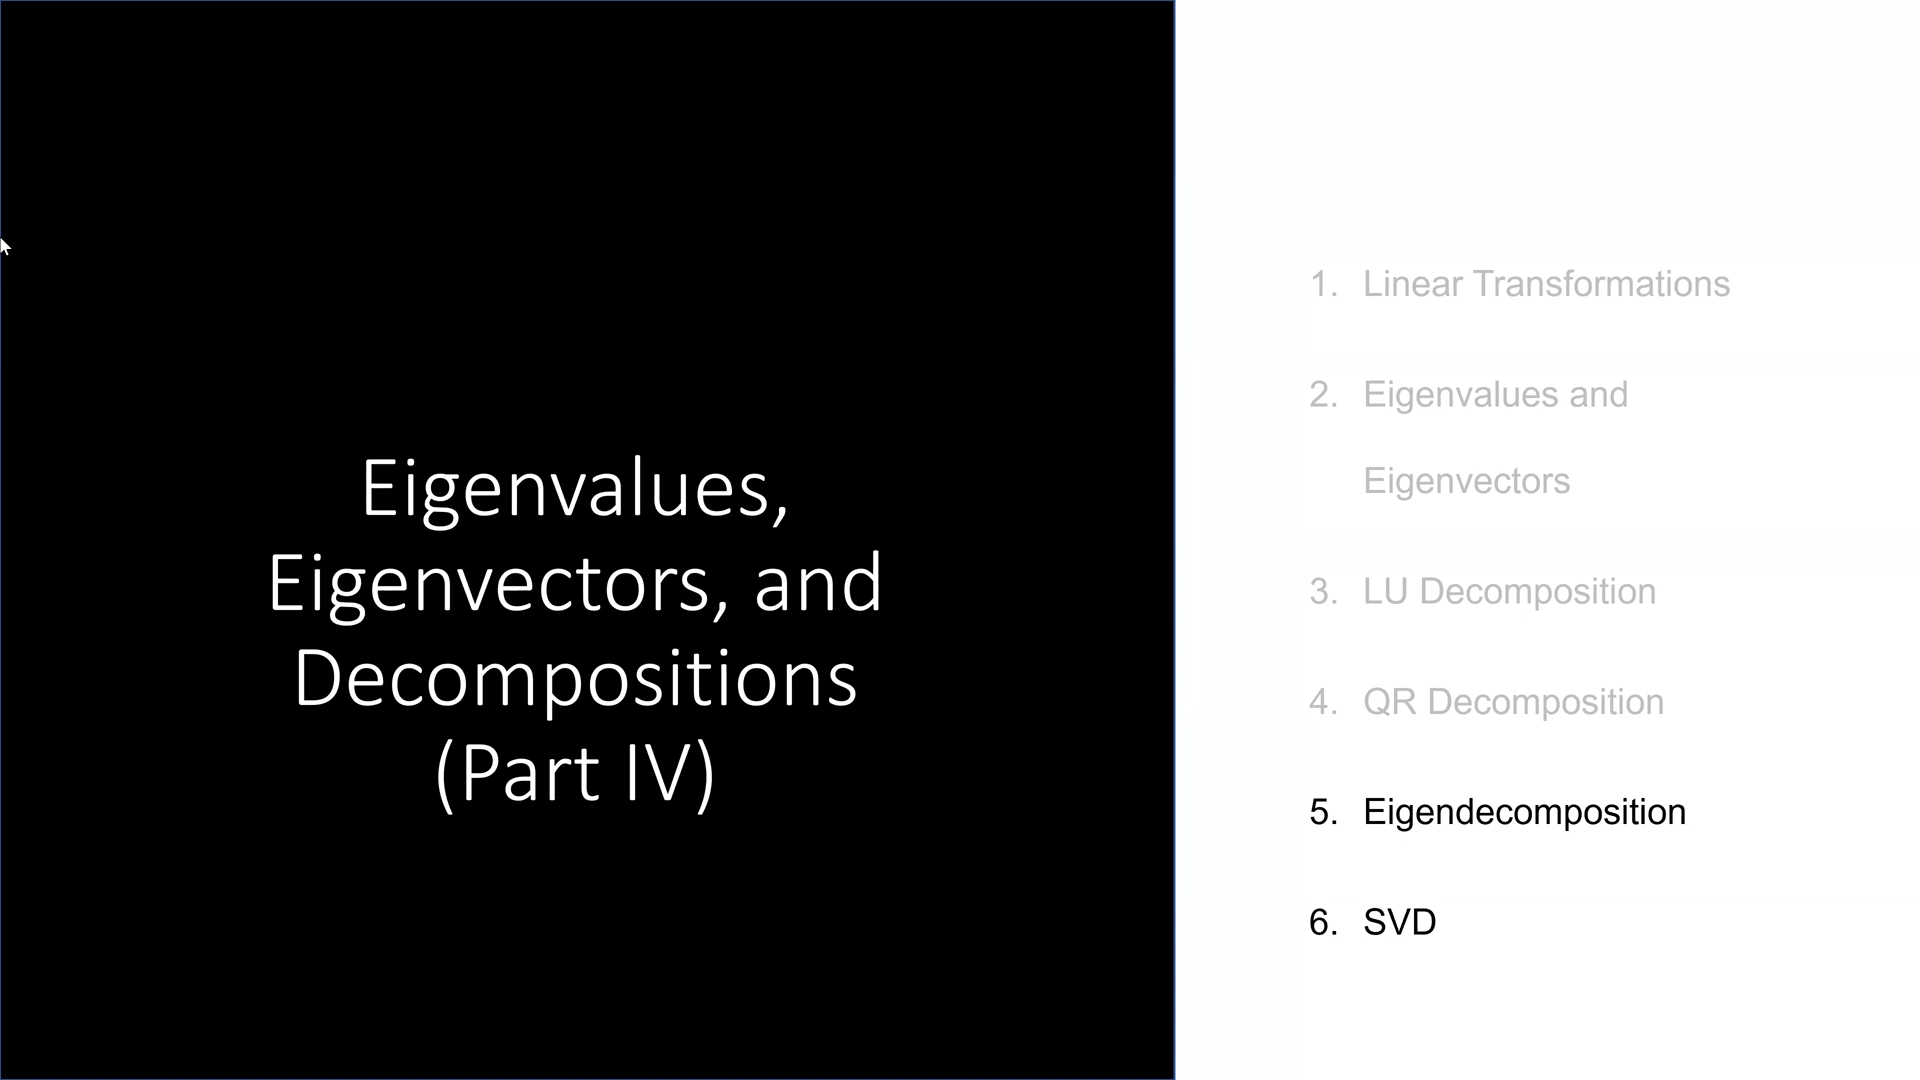 Eigenvalues,
Eigenvectors, and
Decompositions
(Part IV)
1. Linear Transformations
2. Eigenvalues and
Eigenvectors
3. LU Decomposition
4. QR Decomposition
5. Eigendecomposition
6. SVD